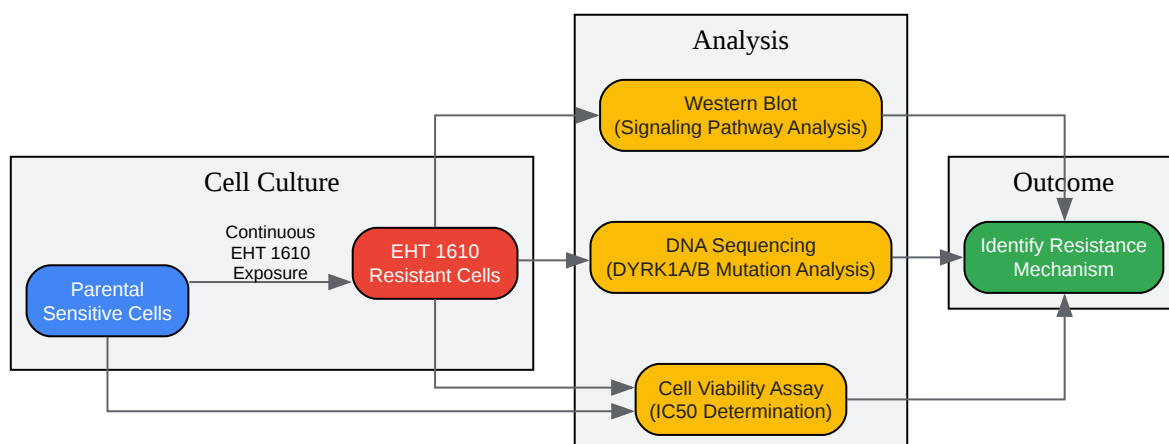 Analysis
Western Blot
(Signaling Pathway Analysis)
Cell Culture
Outcome
Continuous
EHT 1610
Exposure
EHT 1610
Resistant Cells
DNA Sequencing
(DYRK1A/B Mutation Analysis)
Identify Resistance
Mechanism
Parental
Sensitive Cells
Cell Viability Assay
(IC50 Determination)